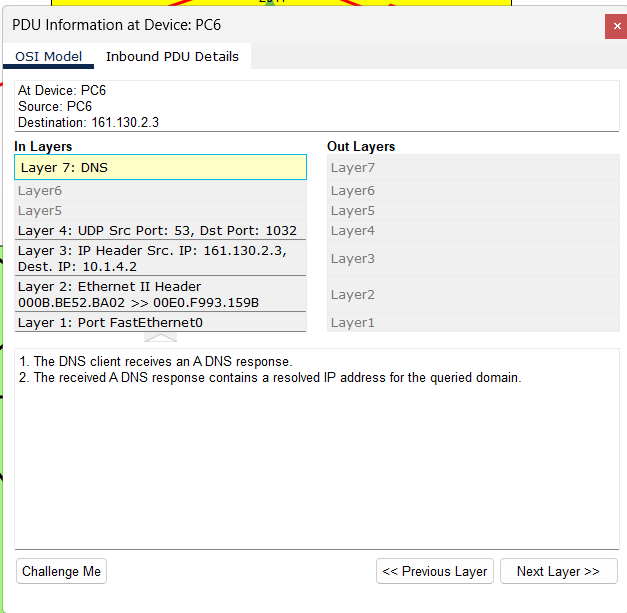 PDU Information at Device: PC6
OSI Model Inbound PDU Details
At Device: PC6
Source: PC6
Destination: 161.130.2.3
In Layers Out Layers
Layer 7: DNS Layer7
Layer6 Layer6
Layer5 Layer5
Layer 4: UDP Src Port: 53, Dst Port: 1032 Layer4
Layer 3: IP Header Src. IP: 161.130.2.3,
Dest. IP: 10.1.4.2
Layer3
Layer 2: Ethernet II Header
000B.BE52.BA02 >> 00E0.F993.159B
Layer2
Layer 1: Port FastEthernet0 Layer1
1. The DNS client receives an A DNS response.
2. The received A DNS response contains a resolved IP address for the queried domain.
Challenge Me << Previous Layer Next Layer >>